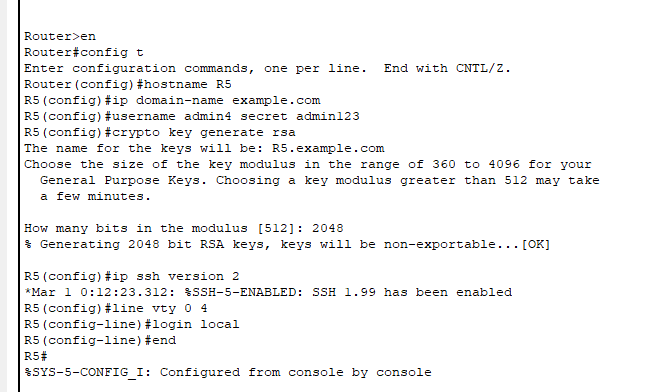 Router>en
Router#config t
Enter configuration commands, one per line.  End with CNTL/Z.
Router(config)#hostname R5
R5(config)#ip domain-name example.com
R5(config)#username admin4 secret admin123
R5(config)#crypto key generate rsa
The name for the keys will be: R5.example.com
Choose the size of the key modulus in the range of 360 to 4096 for your
  General Purpose Keys. Choosing a key modulus greater than 512 may take
  a few minutes.

How many bits in the modulus [512]: 2048
% Generating 2048 bit RSA keys, keys will be non-exportable...[OK]

R5(config)#ip ssh version 2
*Mar 1 0:12:23.312: %SSH-5-ENABLED: SSH 1.99 has been enabled
R5(config)#line vty 0 4
R5(config-line)#login local
R5(config-line)#end
R5#
%SYS-5-CONFIG_I: Configured from console by console